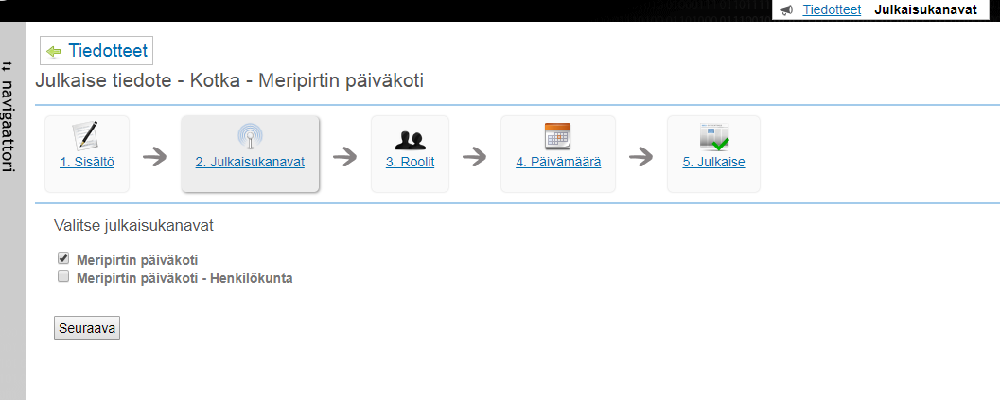 Tiedotteet Julkaisukanavat
Tiedotteet
Julkaise tiedote - Kotka - Meripirtin päiväkoti
navigaattori
1. Sisältö 2. Julkaisukanavat 3. Roolit 4. Päivämäärä 5. Julkaise
Valitse julkaisukanavat
Meripirtin päiväkoti
Meripirtin päiväkoti - Henkilökunta
Seuraava